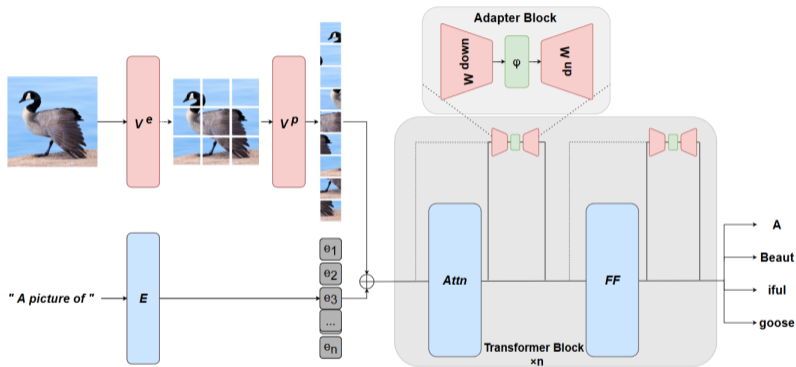 Adapter Block
W down
φ
W up
V e
V p
e1
e2
" A picture of "
E
e3
...
en
Attn
FF
Transformer Block
×n
A
Beaut
iful
goose